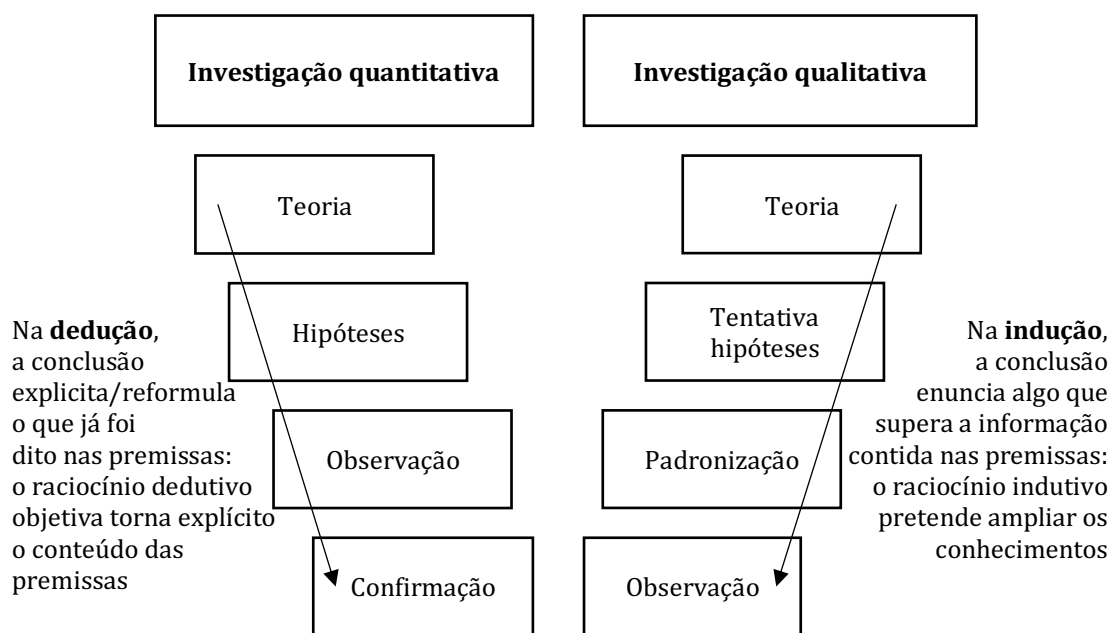 Investigação quantitativa
Investigação qualitativa
Teoria
Teoria
Hipóteses
Tentativa
hipóteses
Na dedução,
a conclusão
explicita/reformula
o que já foi
dito nas premissas:
o raciocínio dedutivo
objetiva torna explícito
o conteúdo das
premissas
Na indução,
a conclusão
enuncia algo que
supera a informação
contida nas premissas:
o raciocínio indutivo
pretende ampliar os
conhecimentos
Observação
Padronização
Confirmação
Observação